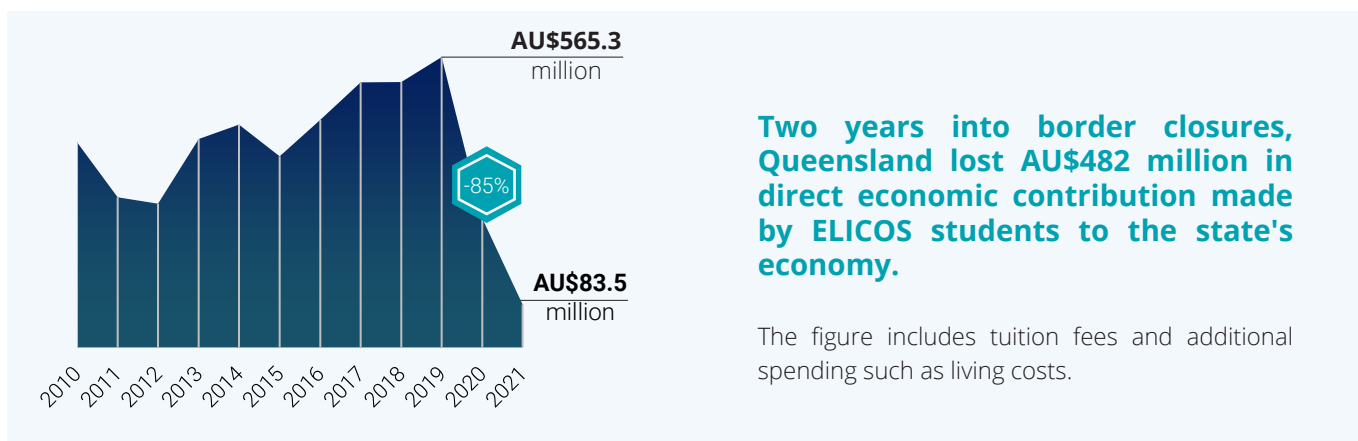 AU$565.3
million
-85%
AU$83.5
million
2010
2011
2012
2013
2014
2015
2016
2017
2018
2019
2020
2021
Two years into border closures,
Queensland lost AU$482 million in
direct economic contribution made
by ELICOS students to the state's
economy.
The figure includes tuition fees and additional
spending such as living costs.